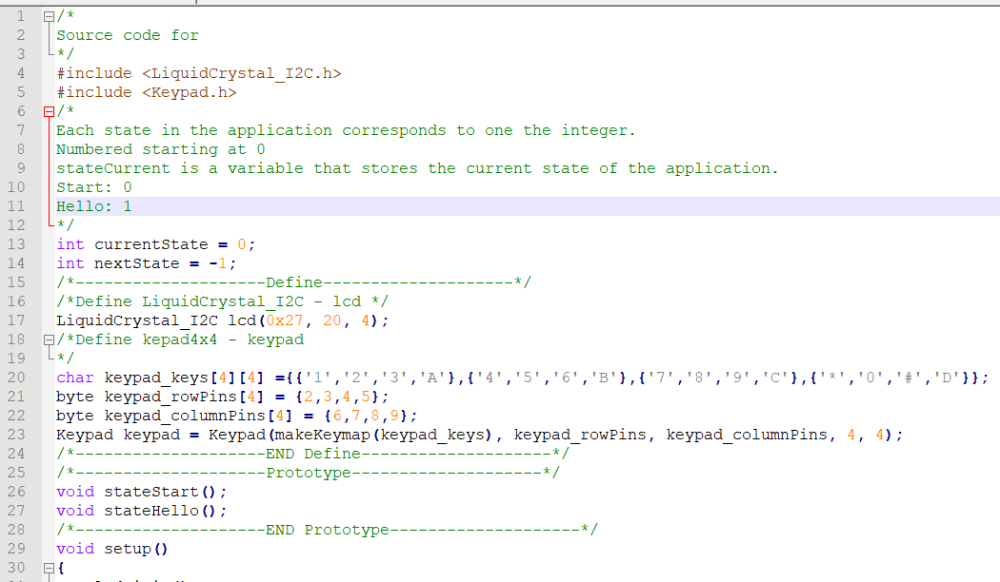 1 /*
2 Source code for
3 */
4 #include <LiquidCrystal_I2C.h>
5 #include <Keypad.h>
6 /*
7 Each state in the application corresponds to one the integer.
8 Numbered starting at 0
9 stateCurrent is a variable that stores the current state of the application.
10 Start: 0
11 Hello: 1
12 */
13 int currentState = 0;
14 int nextState = -1;
15 /*--------------------Define--------------------*/
16 /*Define LiquidCrystal_I2C - lcd */
17 LiquidCrystal_I2C lcd(0x27, 20, 4);
18 /*Define kepad4x4 - keypad
19 */
20 char keypad_keys[4][4] ={{'1','2','3','A'},{'4','5','6','B'},{'7','8','9','C'},{'*','0','#','D'}};
21 byte keypad_rowPins[4] = {2,3,4,5};
22 byte keypad_columnPins[4] = {6,7,8,9};
23 Keypad keypad = Keypad(makeKeymap(keypad_keys), keypad_rowPins, keypad_columnPins, 4, 4);
24 /*--------------------END Define--------------------*/
25 /*--------------------Prototype--------------------*/
26 void stateStart();
27 void stateHello();
28 /*--------------------END Prototype--------------------*/
29 void setup()
30 {